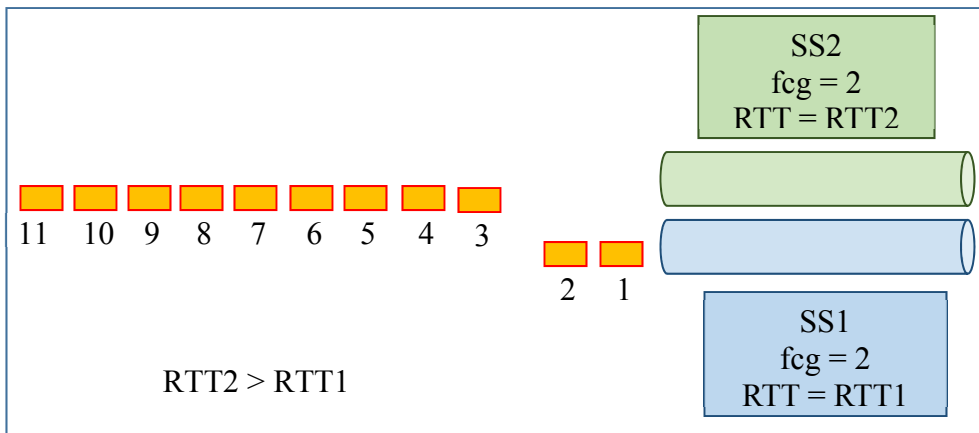 SS2
fcg = 2
RTT = RTT2
11 10 9 8 7 6 5 4 3
2 1
SS1
fcg = 2
RTT = RTT1
RTT2 > RTT1